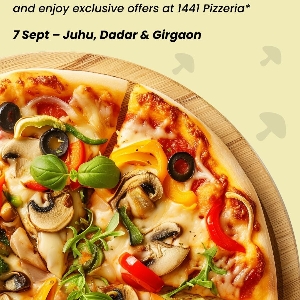 and enjoy exclusive offers at 1441 Pizzeria*
7 Sept – Juhu, Dadar & Girgaon